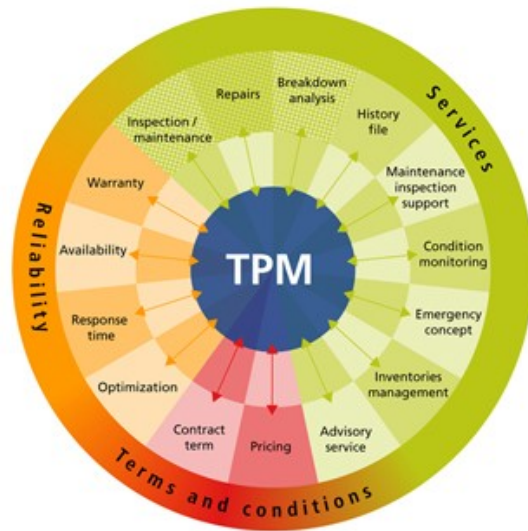 Services
Reliability
Terms and conditions
TPM
Inspection /
maintenance
Repairs
Breakdown
analysis
History
file
Maintenance
inspection
support
Condition
monitoring
Emergency
concept
Inventories
management
Advisory
service
Pricing
Contract
term
Optimization
Response
time
Availability
Warranty